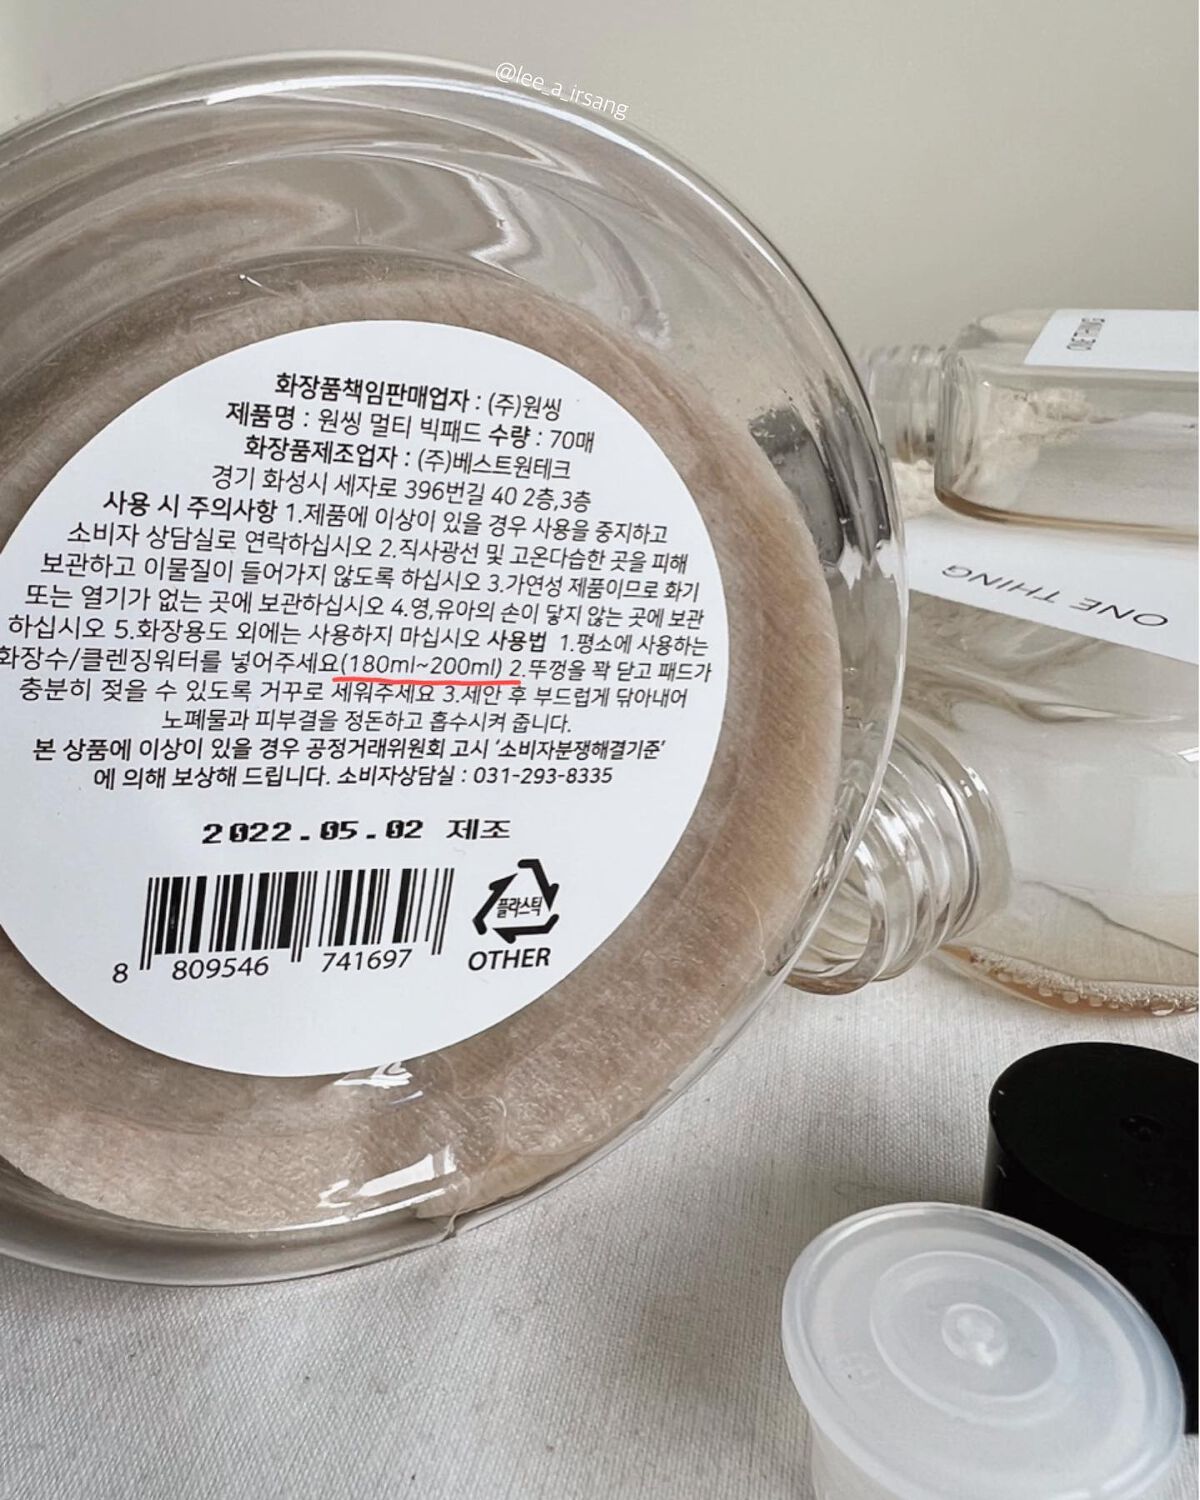 @lee_a_irsang
화장품책임판매업자 : (주)원씽
제품명 : 원씽 멀티 빅패드 수량 : 70매
화장품제조업자 : (주)베스트원테크
경기 화성시 세자로 396번길 40 2층,3층
사용 시 주의사항 1.제품에 이상이 있을 경우 사용을 중지하고
소비자 상담실로 연락하십시오 2.직사광선 및 고온다습한 곳을 피해
보관하고 이물질이 들어가지 않도록 하십시오 3.가연성 제품이므로 화기
또는 열기가 없는 곳에 보관하십시오 4.영,유아의 손이 닿지 않는 곳에 보관
하십시오 5.화장용도 외에는 사용하지 마십시오 사용법 1.평소에 사용하는
화장수/클렌징워터를 넣어주세요(180ml~200ml) 2.뚜껑을 꽉 닫고 패드가
충분히 젖을 수 있도록 거꾸로 세워주세요 3.세안 후 부드럽게 닦아내어
노폐물과 피부결을 정돈하고 흡수시켜 줍니다.
본 상품에 이상이 있을 경우 공정거래위원회 고시 ‘소비자분쟁해결기준’
에 의해 보상해 드립니다. 소비자상담실 : 031-293-8335
2022.05.02 제조
플라스틱
OTHER
8 809546 741697
ONE THING
ONE THING